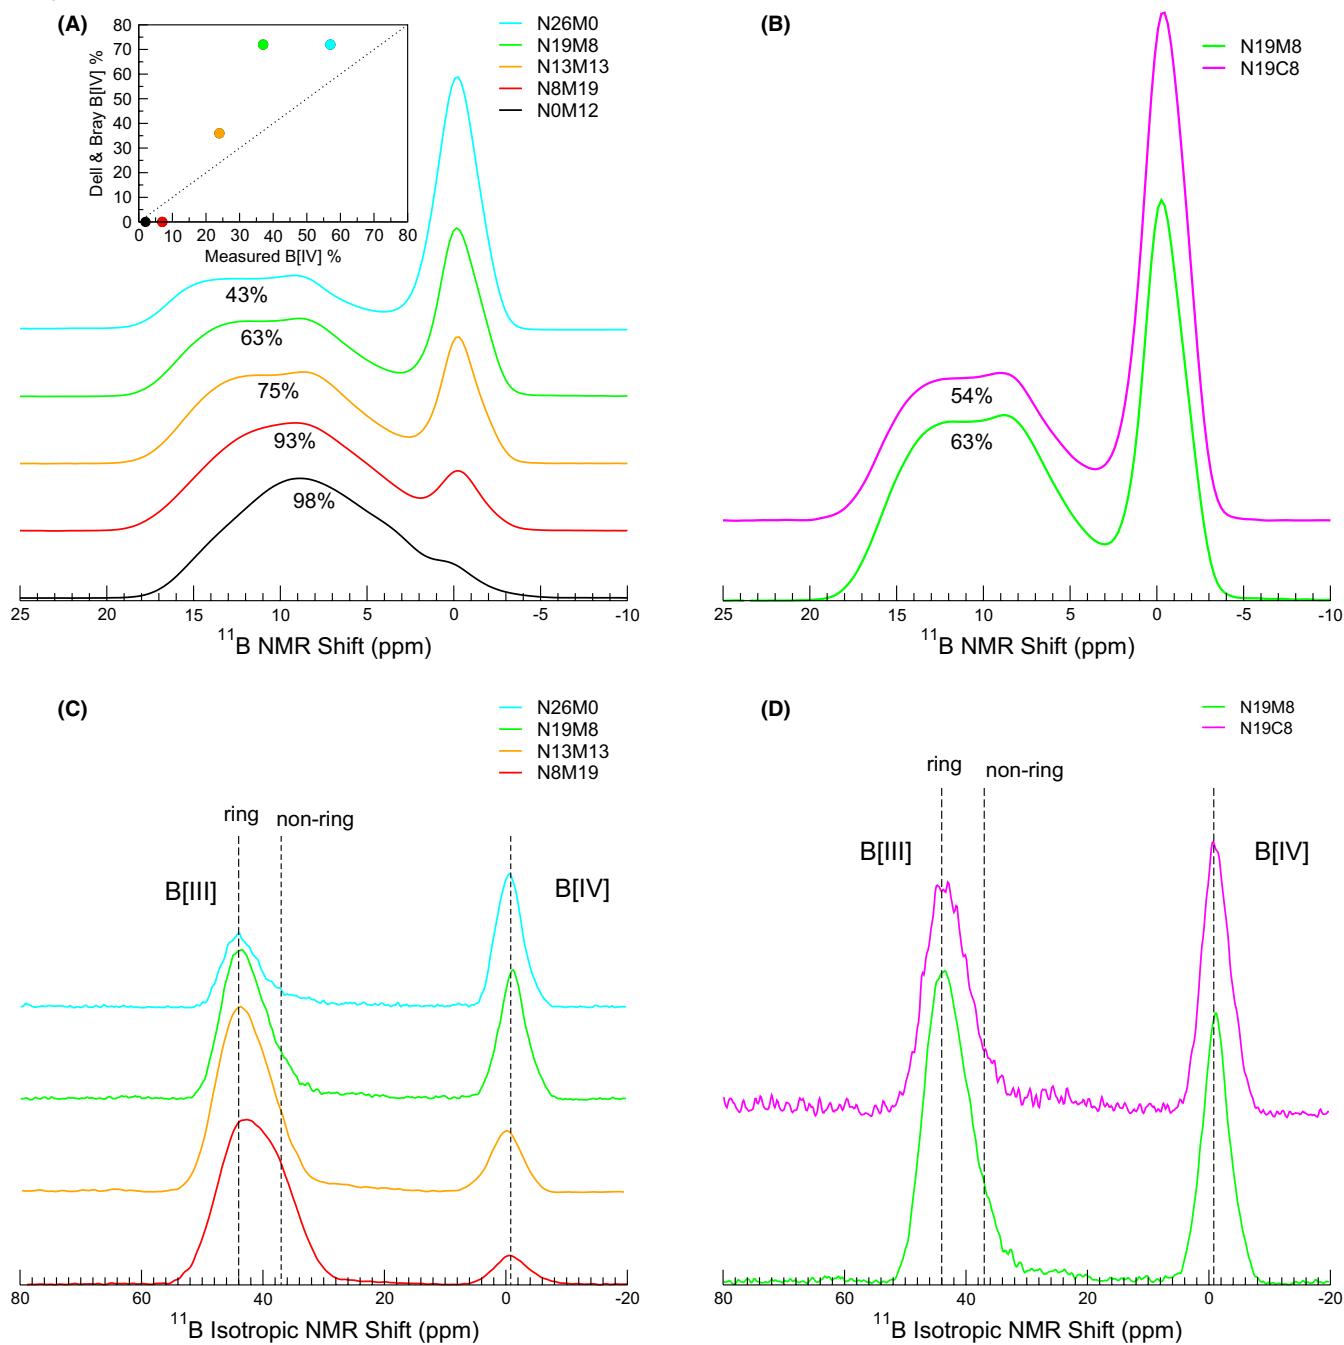 (A)
N26M0
N19M8
N13M13
N8M19
N0M12
Dell & Bray B[IV] %
80
70
60
50
40
30
20
10
0
0 10 20 30 40 50 60 70 80
Measured B[IV] %
43%
63%
75%
93%
98%
25 20 15 10 5 0 -5 -10
11B NMR Shift (ppm)
(B)
N19M8
N19C8
54%
63%
25 20 15 10 5 0 -5 -10
11B NMR Shift (ppm)
(C)
N26M0
N19M8
N13M13
N8M19
ring
non-ring
B[III]
B[IV]
80 60 40 20 0 -20
11B Isotropic NMR Shift (ppm)
(D)
N19M8
N19C8
ring
non-ring
B[III]
B[IV]
80 60 40 20 0 -20
11B Isotropic NMR Shift (ppm)